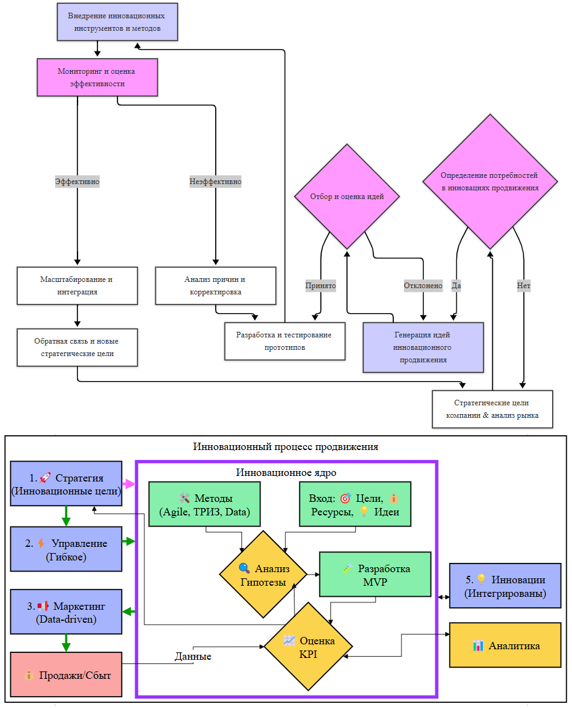 Внедрение инновационных
инструментов и методов
Мониторинг и оценка
эффективности
Эффективно
Неэффективно
Отбор и оценка идей
Определение потребностей
в инновациях продвижения
Масштабирование и
интеграция
Анализ причин и
корректировка
Принято
Отклонено
Да
Нет
Обратная связь и новые
стратегические цели
Разработка и тестирование
прототипов
Генерация идей
инновационного
продвижения
Стратегические цели
компании & анализ рынка
Инновационный процесс продвижения
1. 🚀 Стратегия
(Инновационные цели)
Инновационное ядро
🛠 Методы
(Agile, ТРИЗ, Data)
Вход: 🎯 Цели, 💰
Ресурсы, 💡 Идеи
2. ⚡ Управление
(Гибкое)
🔍 Анализ
Гипотезы
🧪 Разработка
MVP
5. 💡 Инновации
(Интегрированы)
3. 📢 Маркетинг
(Data-driven)
📈 Оценка
KPI
📊 Аналитика
Данные
💰 Продажи/Сбыт